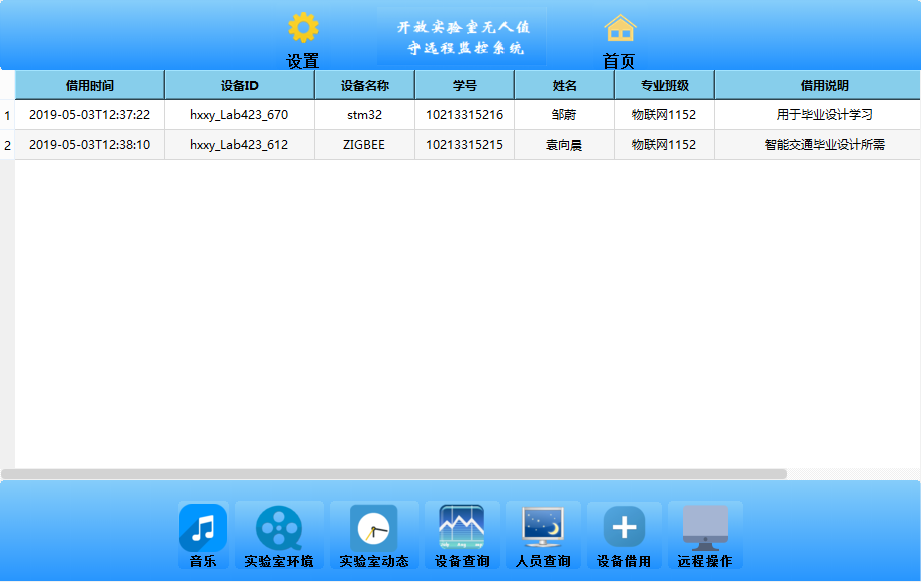 开放实验室无人值
守远程监控系统
设置
首页
借用时间 设备ID 设备名称 学号 姓名 专业班级 借用说明
1 2019-05-03T12:37:22 hxxy_Lab423_670 stm32 10213315216 邹蔚 物联网1152 用于毕业设计学习
2 2019-05-03T12:38:10 hxxy_Lab423_612 ZIGBEE 10213315215 袁向晨 物联网1152 智能交通毕业设计所需
音乐 实验室环境 实验室动态 设备查询 人员查询 设备借用 远程操作